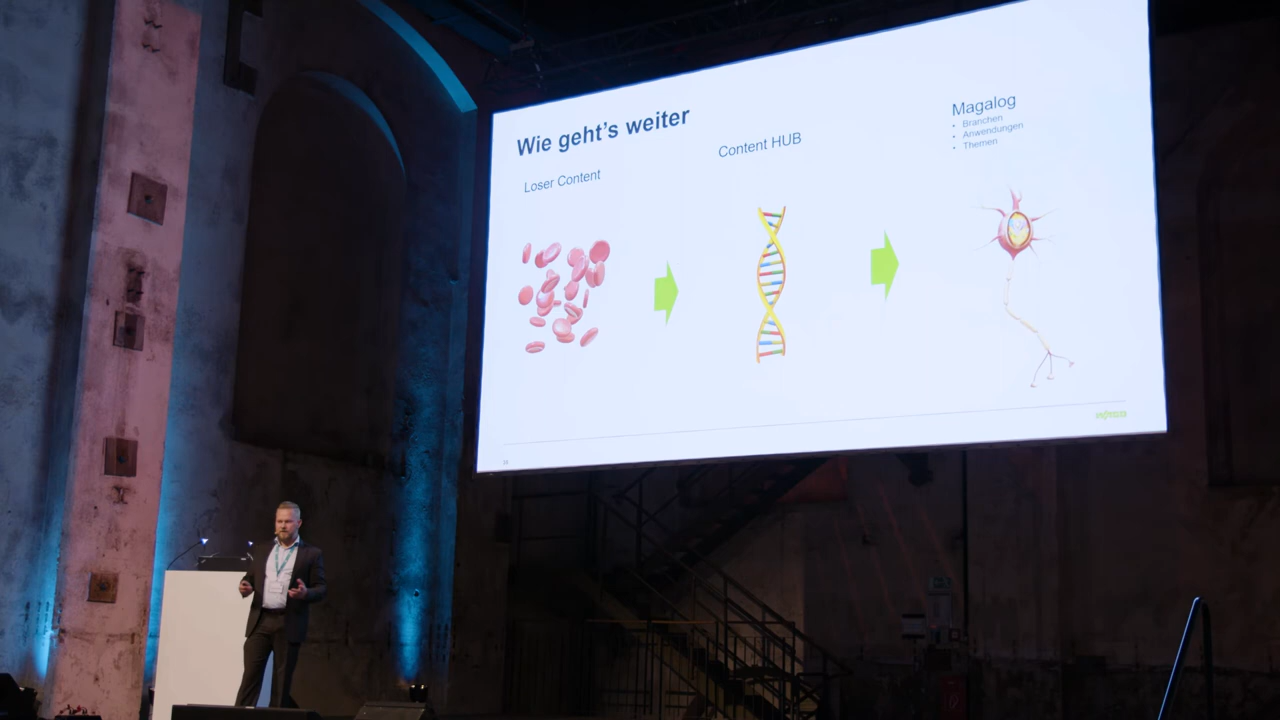 Wie geht's weiter
Loser Content
Content HUB
Magalog
• Branchen
• Anwendungen
• Themen